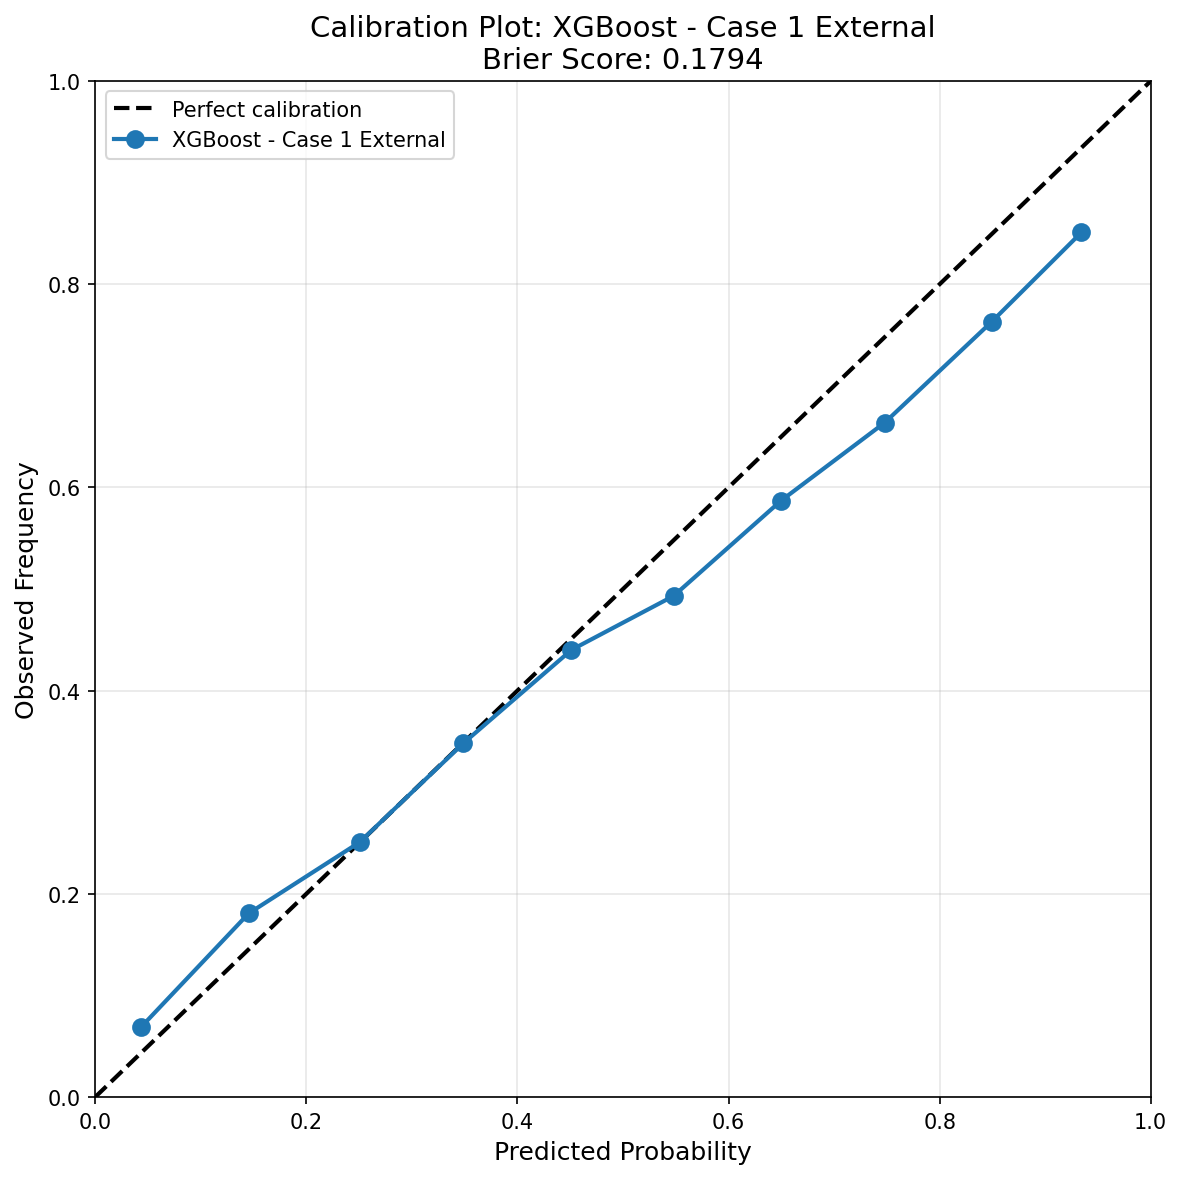 Calibration Plot: XGBoost - Case 1 External
Brier Score: 0.1794
Perfect calibration
XGBoost - Case 1 External
Observed Frequency
1.0
0.8
0.6
0.4
0.2
0.0
0.0 0.2 0.4 0.6 0.8 1.0
Predicted Probability